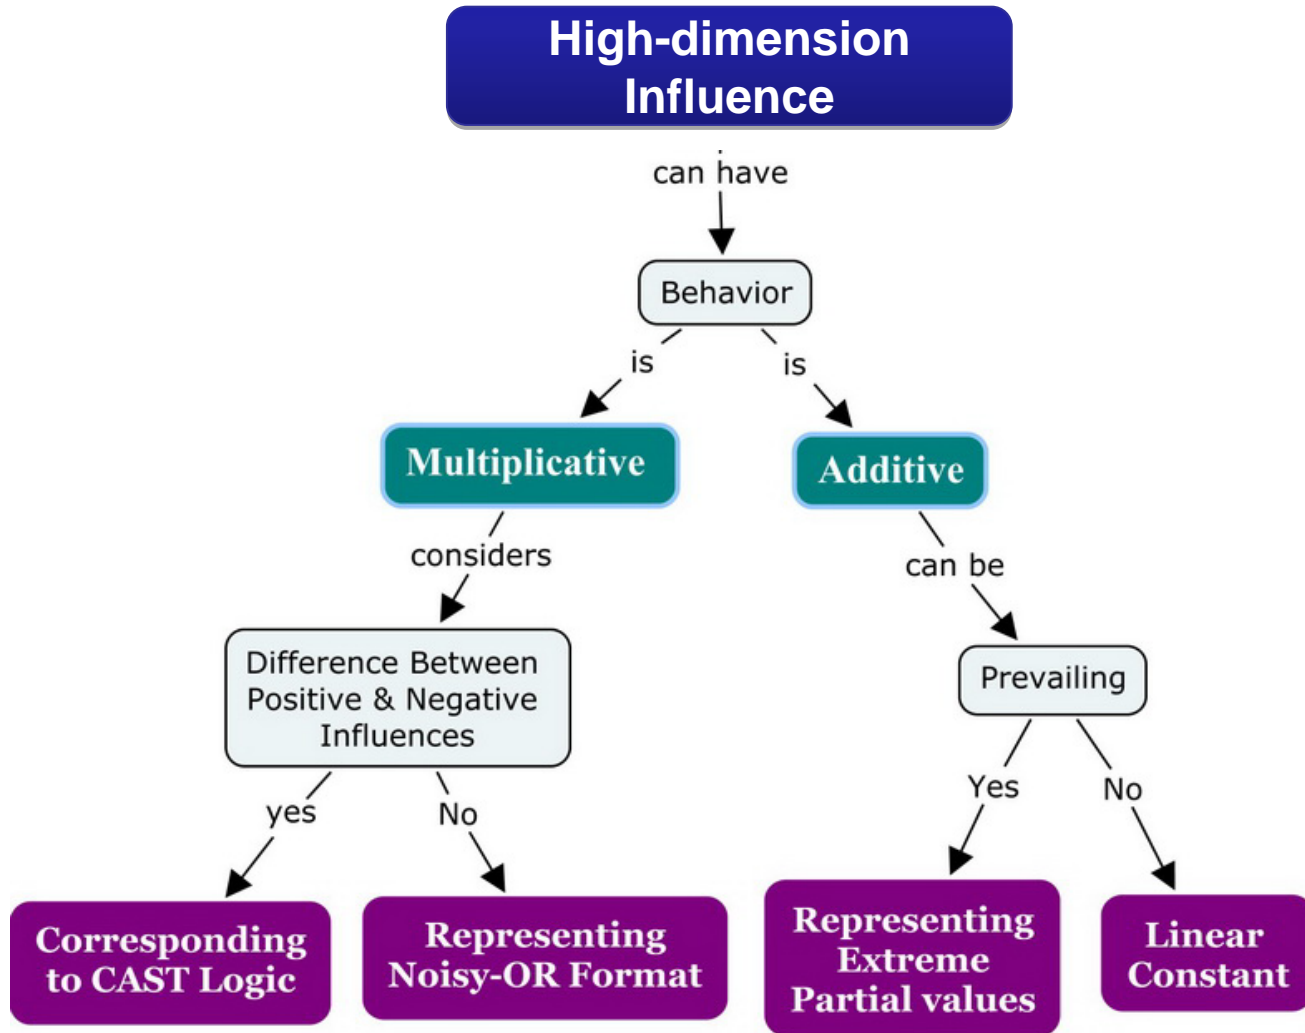 High-dimension
Influence
can have
Behavior
is
is
Multiplicative
Additive
considers
can be
Difference Between
Positive & Negative
Influences
Prevailing
yes
No
Yes
No
Corresponding
to CAST Logic
Representing
Noisy-OR Format
Representing
Extreme
Partial values
Linear
Constant